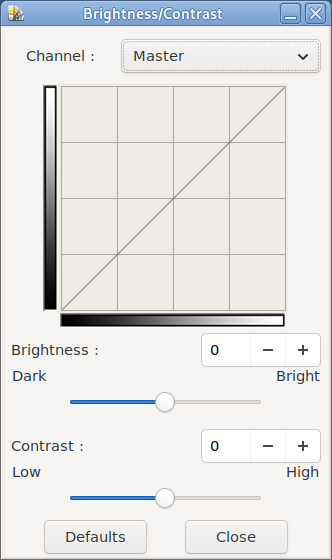 Brightness/Contrast
Channel :
Master
Brightness :
0
Dark
Bright
Contrast :
0
Low
High
Defaults
Close